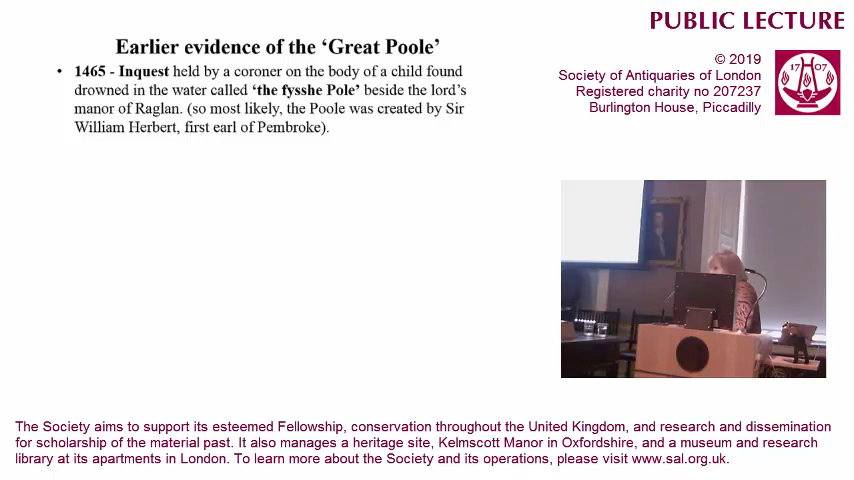 Earlier evidence of the ‘Great Poole’
• 1465 - Inquest held by a coroner on the body of a child found
drowned in the water called ‘the fysshe Pole’ beside the lord’s
manor of Raglan. (so most likely, the Poole was created by Sir
William Herbert, first earl of Pembroke).
PUBLIC LECTURE
© 2019
Society of Antiquaries of London
Registered charity no 207237
Burlington House, Piccadilly
1707
The Society aims to support its esteemed Fellowship, conservation throughout the United Kingdom, and research and dissemination
for scholarship of the material past. It also manages a heritage site, Kelmscott Manor in Oxfordshire, and a museum and research
library at its apartments in London. To learn more about the Society and its operations, please visit www.sal.org.uk.